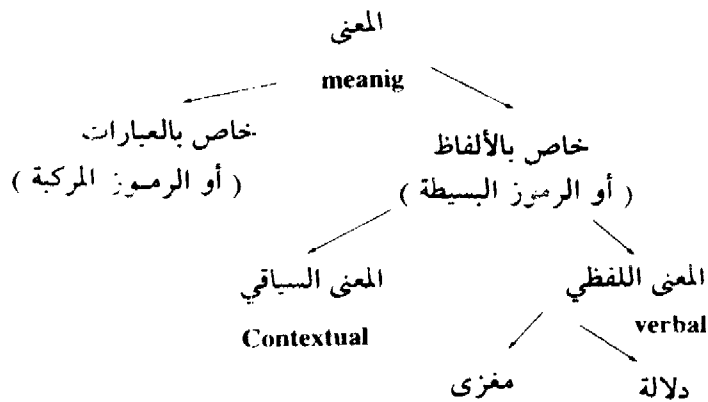 المعنى
meanig
خاص بالألفاظ
( أو الرموز البسيطة )
خاص بالعبارات
( أو الرموز المركبة )
المعنى اللفظي
verbal
المعنى السياقي
Contextual
دلالة
مغزى